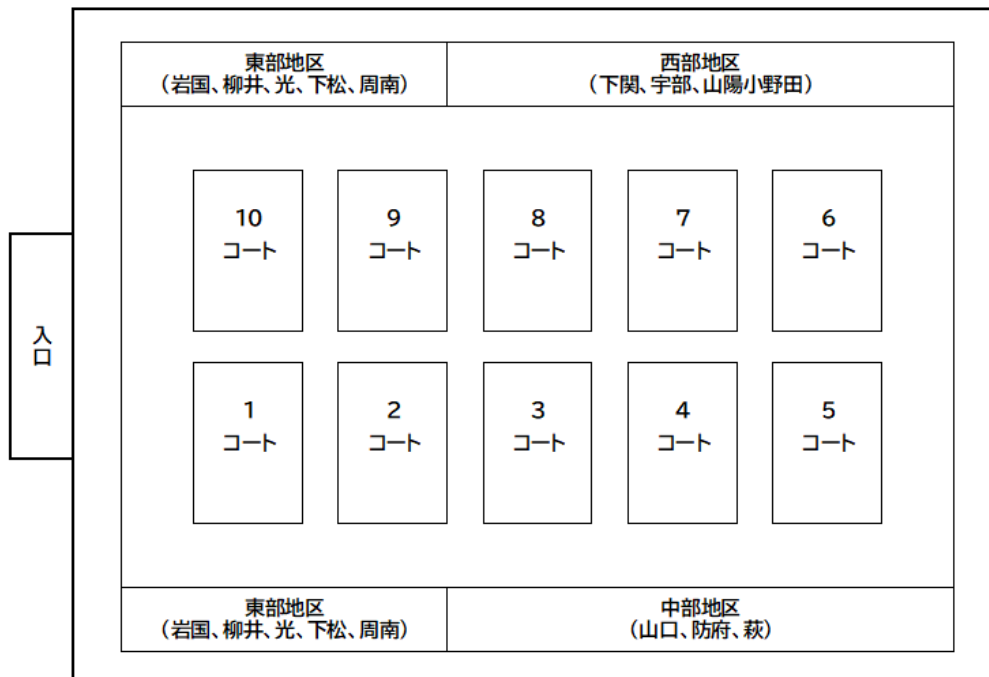 東部地区
（岩国、柳井、光、下松、周南）
西部地区
（下関、宇部、山陽小野田）
10
コート
9
コート
8
コート
7
コート
6
コート
入口
1
コート
2
コート
3
コート
4
コート
5
コート
東部地区
（岩国、柳井、光、下松、周南）
中部地区
（山口、防府、萩）